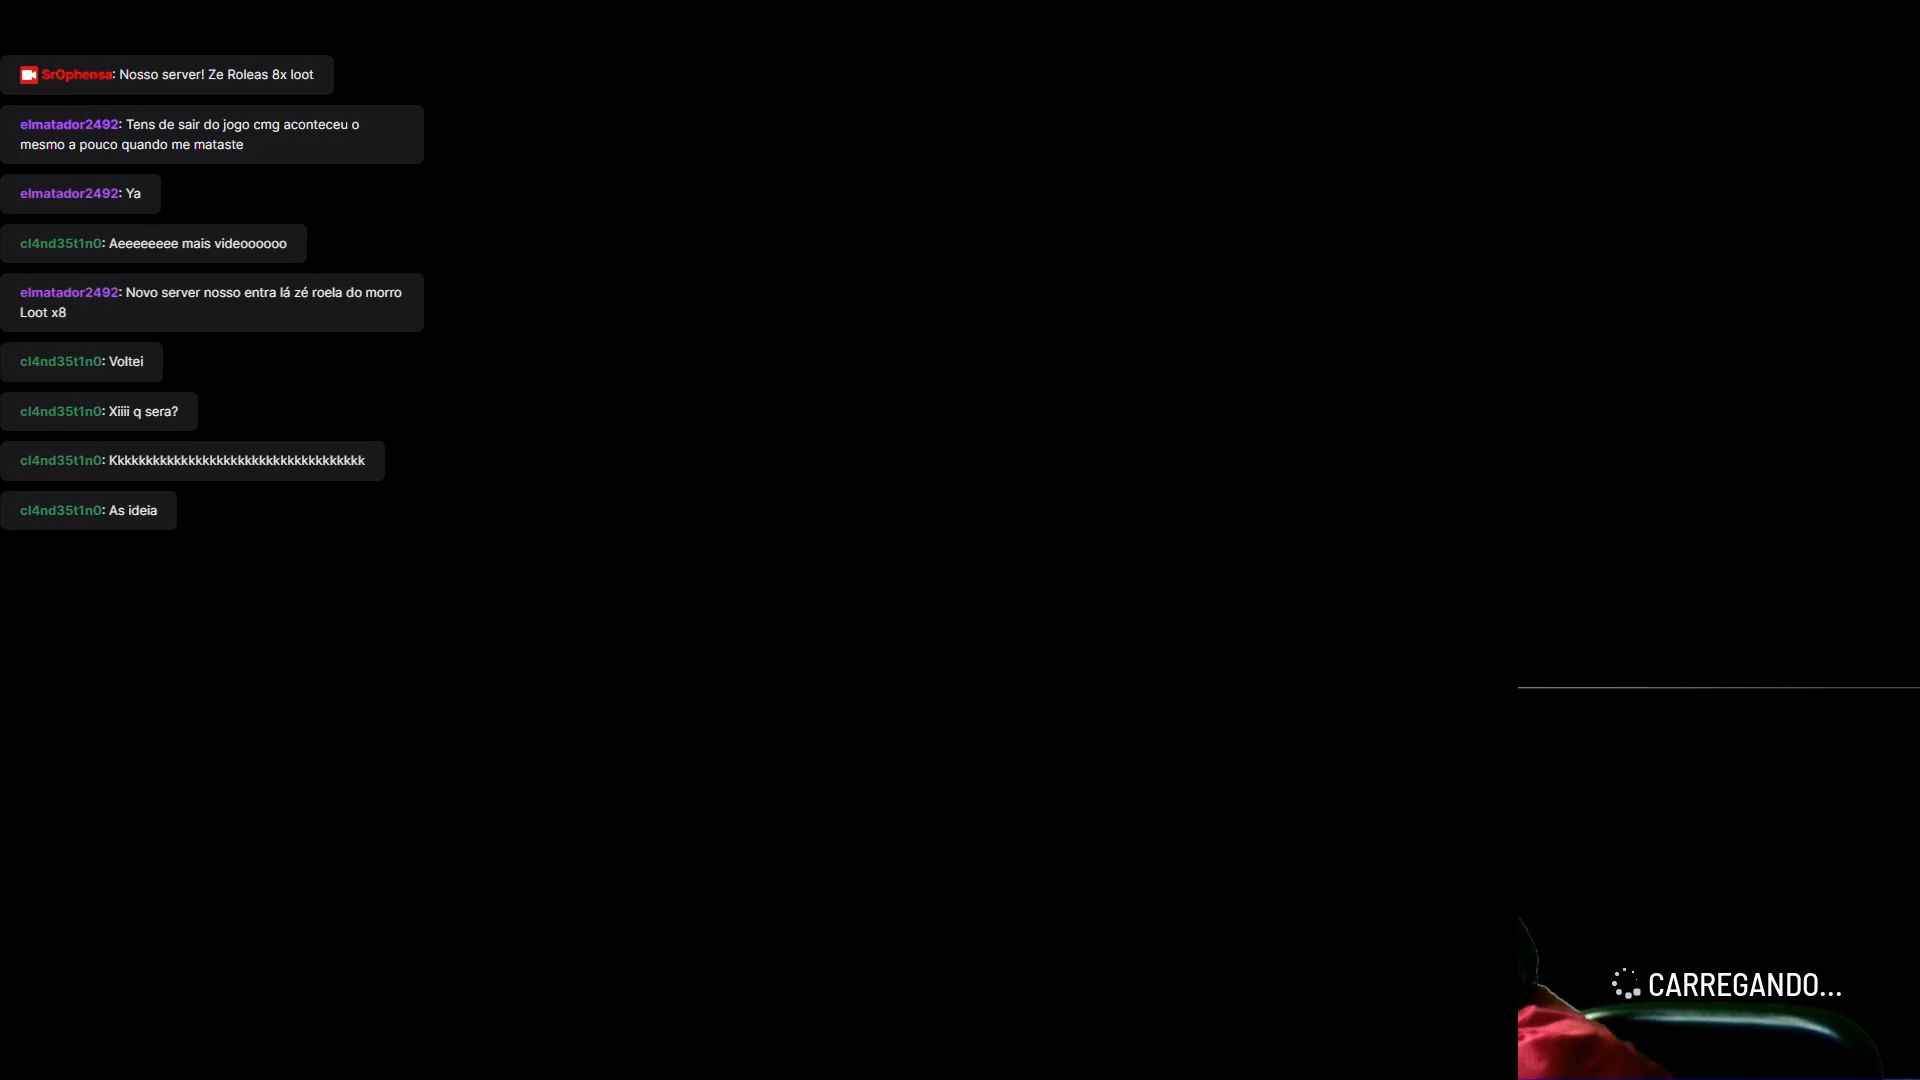 SrOphensa: Nosso server! Ze Roleas 8x loot
elmatador2492: Tens de sair do jogo cmg aconteceu o
mesmo a pouco quando me mataste
elmatador2492: Ya
cl4nd35t1n0: Aeeeeeeee mais videoooooo
elmatador2492: Novo server nosso entra lá zé roela do morro
Loot x8
cl4nd35t1n0: Voltei
cl4nd35t1n0: Xiiii q sera?
cl4nd35t1n0: Kkkkkkkkkkkkkkkkkkkkkkkkkkkkkkkkkkkk
cl4nd35t1n0: As ideia
CARREGANDO...